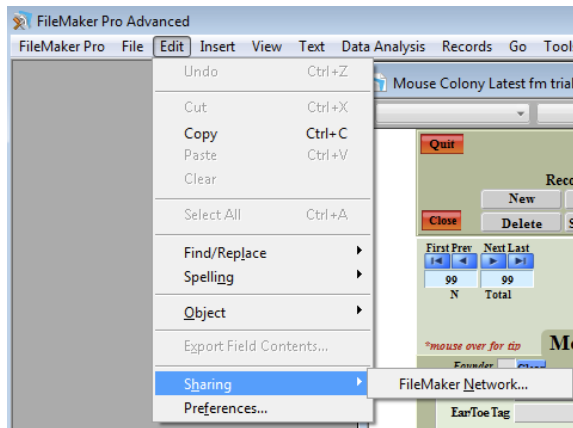 FileMaker Pro Advanced
FileMaker Pro File Edit Insert View Text Data Analysis Records Go Tool
Undo Ctrl+Z
Mouse Colony Latest fm trial
Cut Ctrl+X
Copy Ctrl+C
Paste Ctrl+V
Clear
Select All Ctrl+A
Find/Replace
Spelling
Object
Export Field Contents...
Sharing
FileMaker Network...
Preferences...
Quit
Reco
New
Close Delete S
First Prev Next Last
99 99
N Total
*mouse over for tip Mo
Founder Clear
EarToe Tag